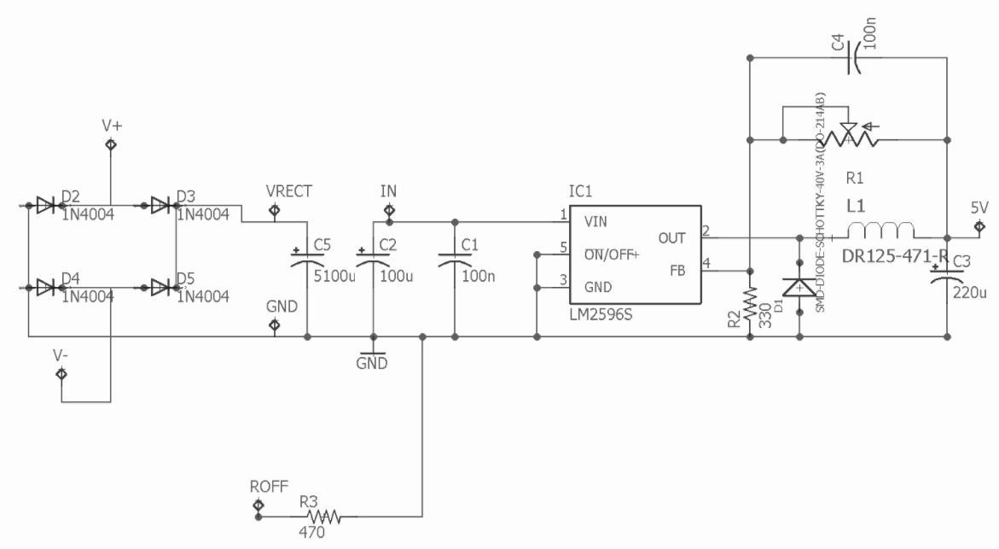 C4
100n
V+
D2
1N4004
D3
1N4004
VRECT
IN
IC1
1
VIN
5
ON/OFF
3
GND
OUT
2
FB
4
LM2596S
SMD-DIODE-SCHOTTKY-40V-3A(DO-214AB)
R1
L1
DR125-471-R
5V
C5
5100u
C2
100u
C1
100n
D4
1N4004
D5
1N4004
GND
R2
330
D1
C3
220u
V-
GND
ROFF
R3
470